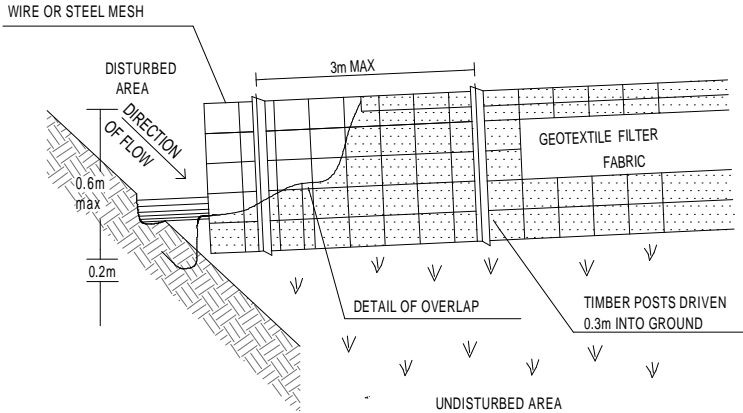 WIRE OR STEEL MESH
3m MAX
DISTURBED
AREA
DIRECTION
OF FLOW
GEOTEXTILE FILTER
FABRIC
0.6m
max
0.2m
DETAIL OF OVERLAP
TIMBER POSTS DRIVEN
0.3m INTO GROUND
UNDISTURBED AREA